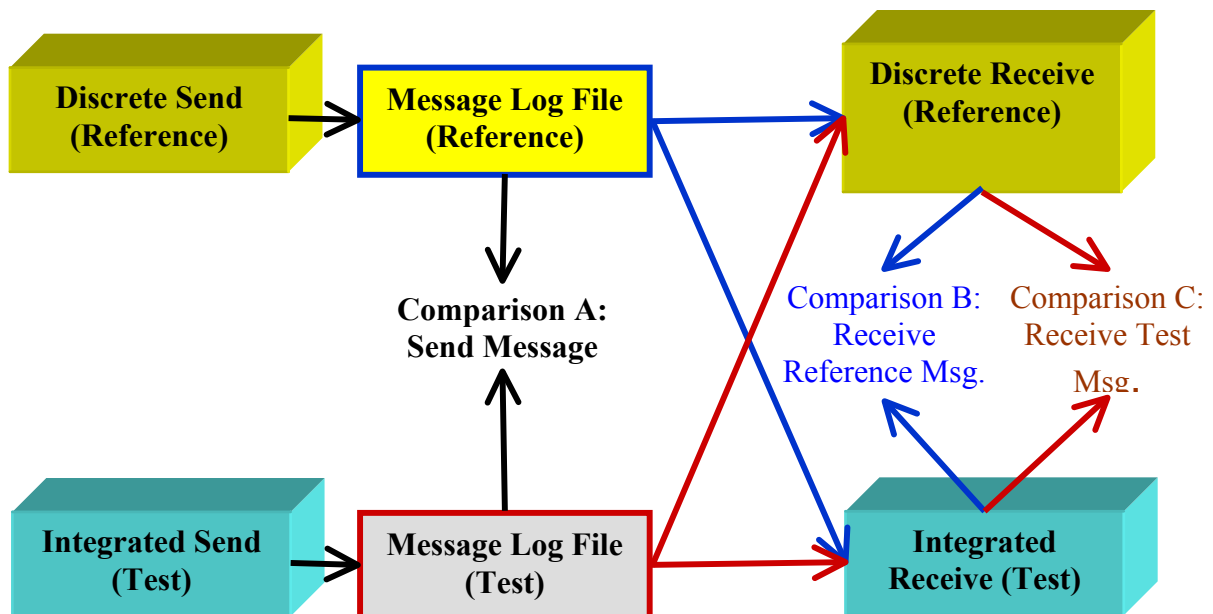 Discrete Send
(Reference)
Message Log File
(Reference)
Discrete Receive
(Reference)
Comparison A:
Send Message
Comparison B:
Receive
Reference Msg.
Comparison C:
Receive Test
Msg.
Integrated Send
(Test)
Message Log File
(Test)
Integrated
Receive (Test)